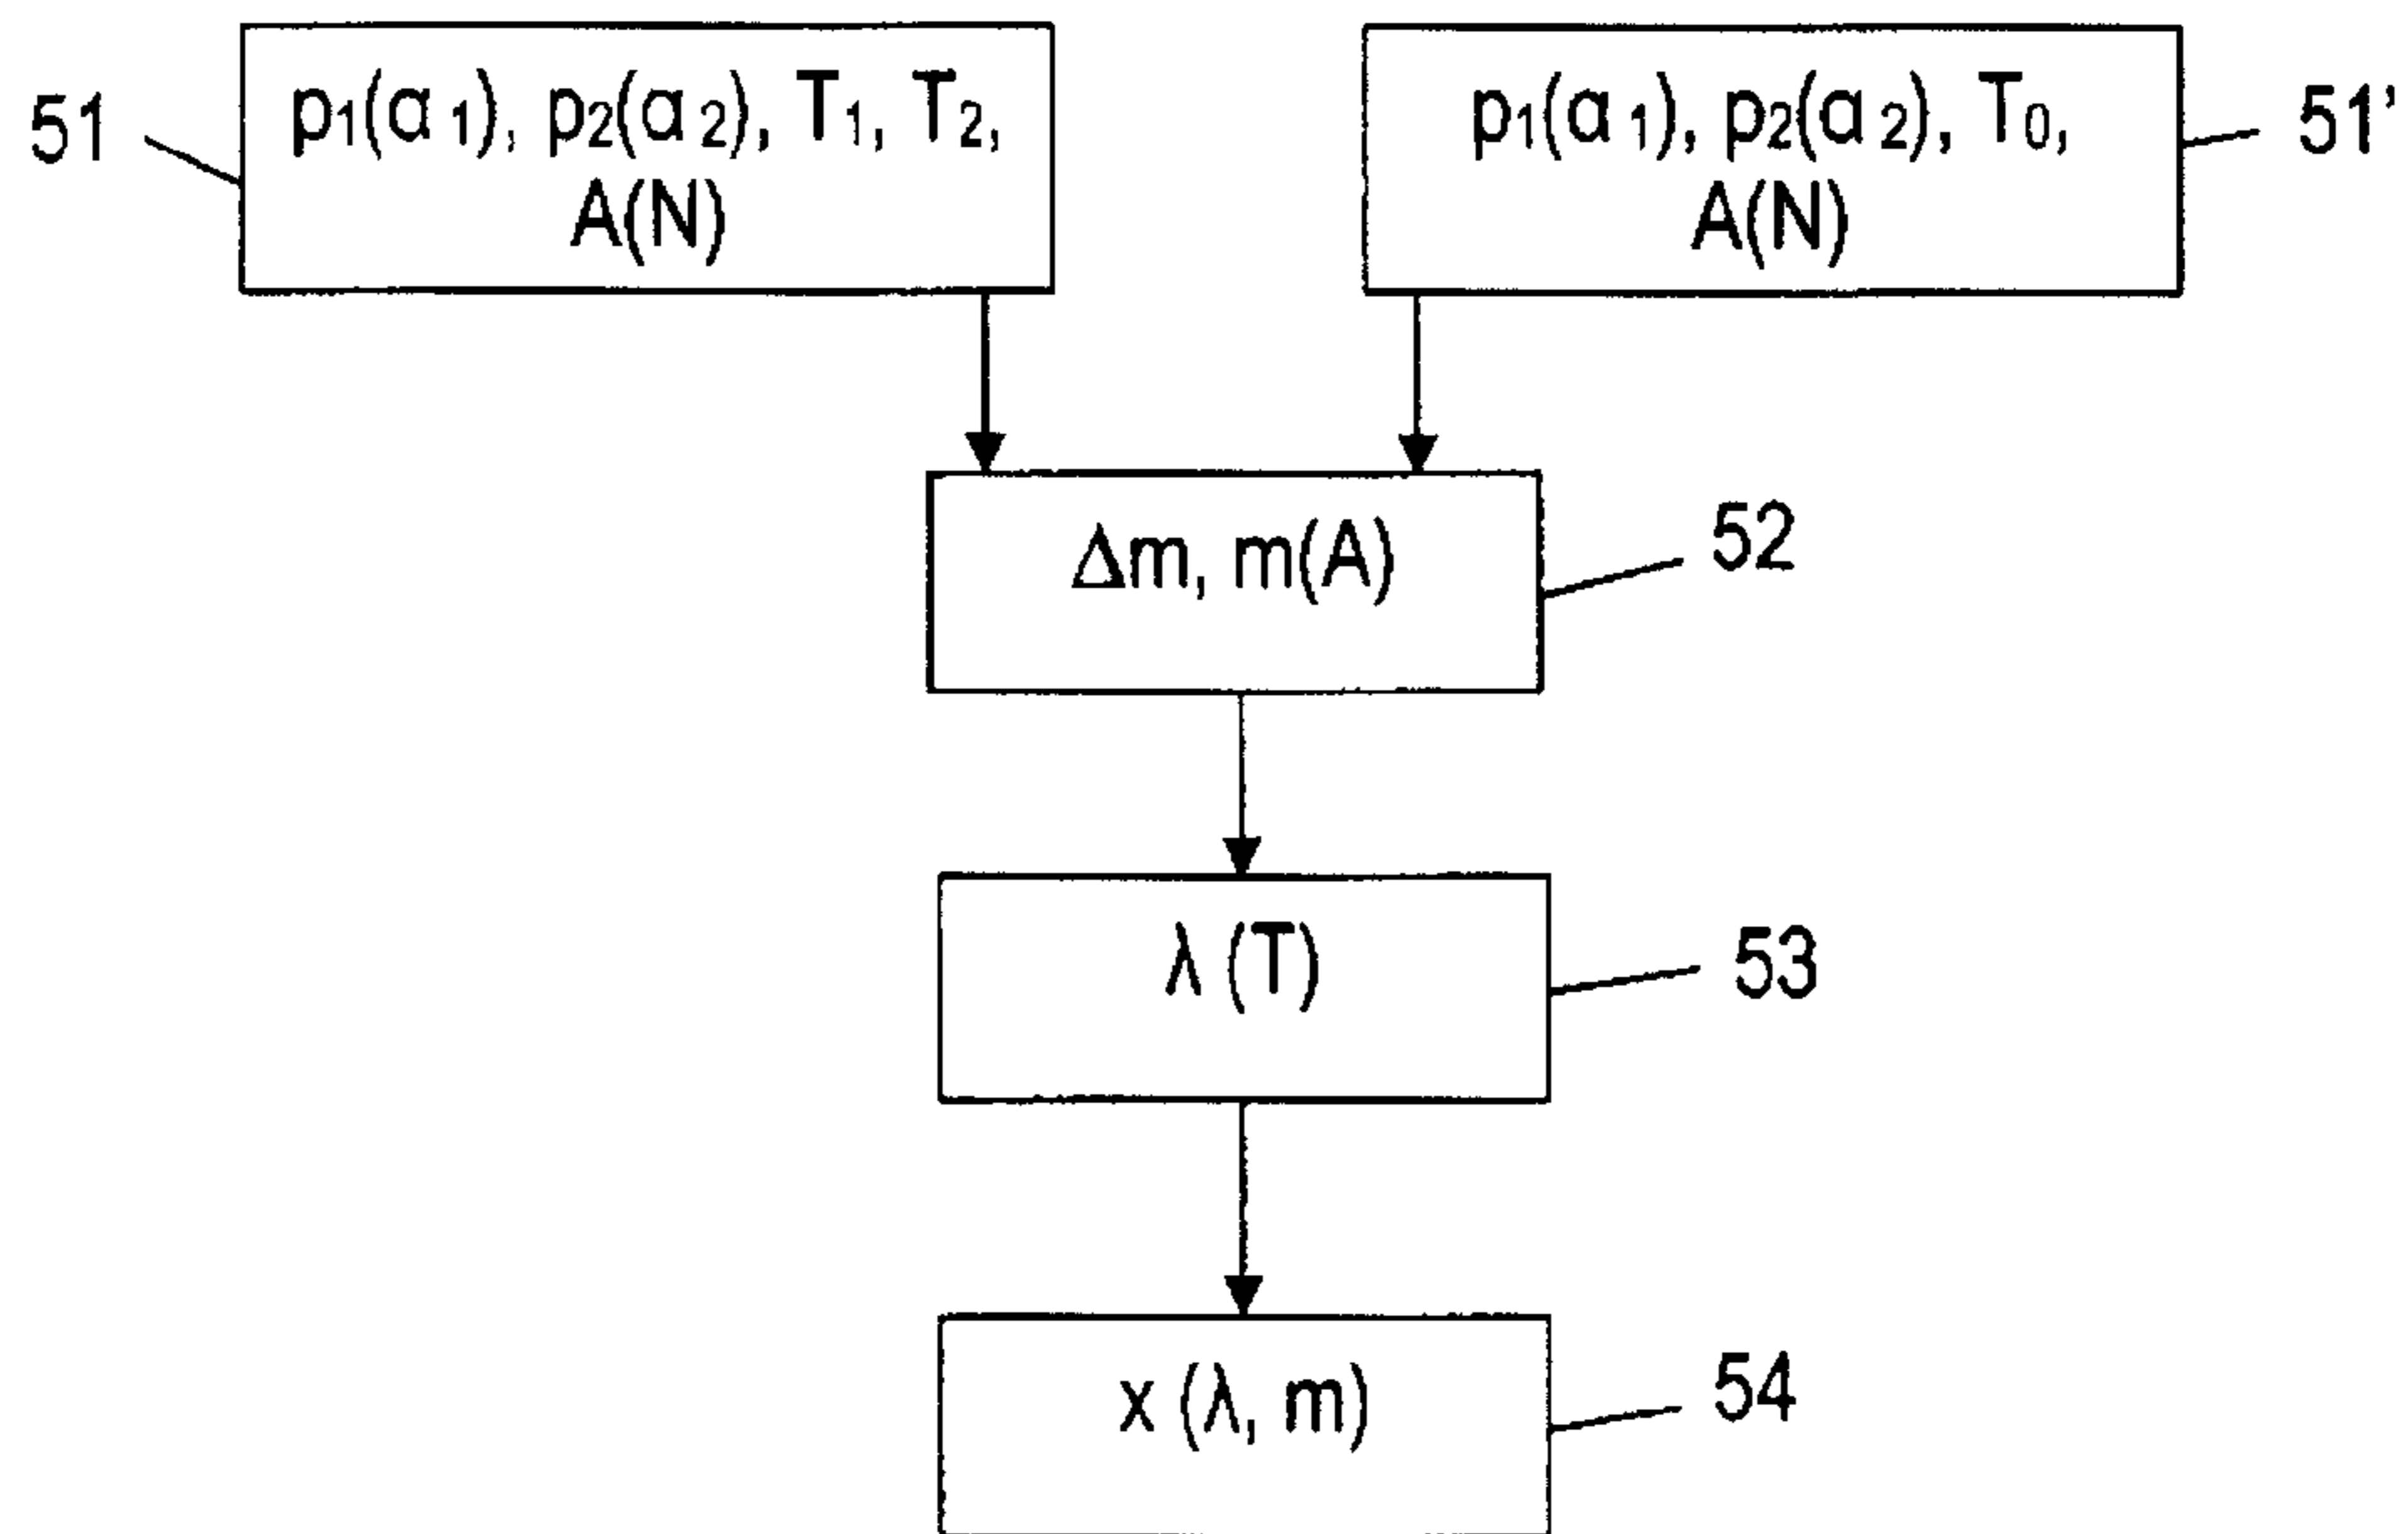 51
p₁(α₁), p₂(α₂), T₁, T₂,
A(N)
p₁(α₁), p₂(α₂), T₀,
A(N)
51'
Δm, m(A)
52
λ (T)
53
x (λ, m)
54